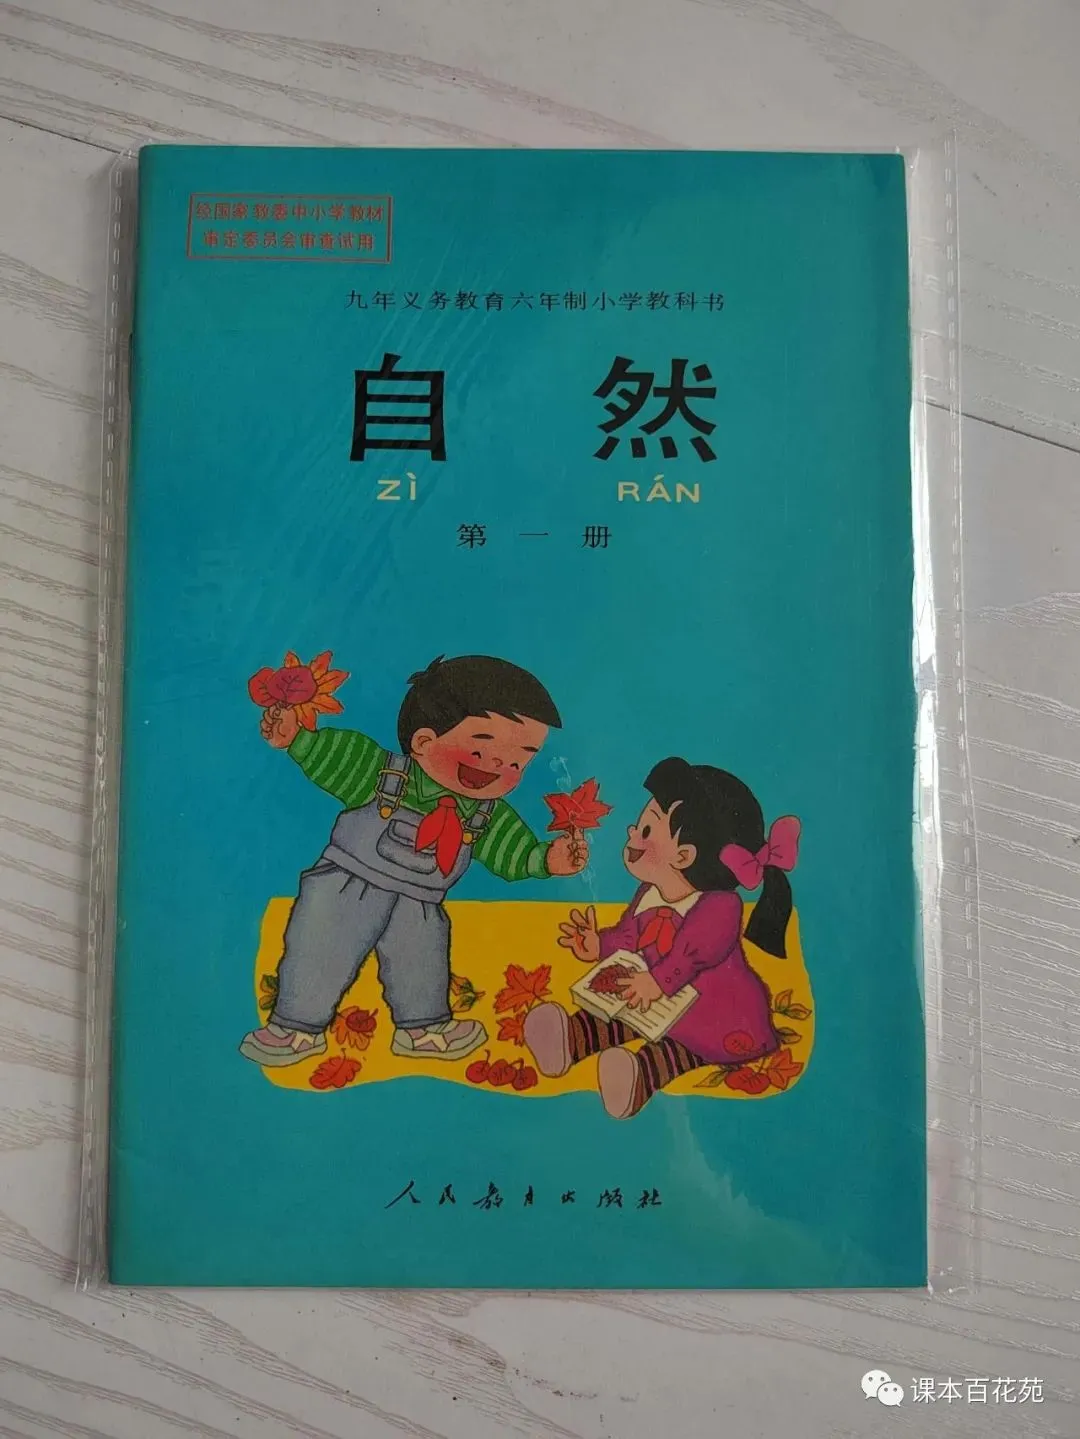 经国家教委中小学教材
审定委员会审查试用
九年义务教育六年制小学教科书
自然
ZÌ RÁN
第一册
人民教育出版社
课本百花苑